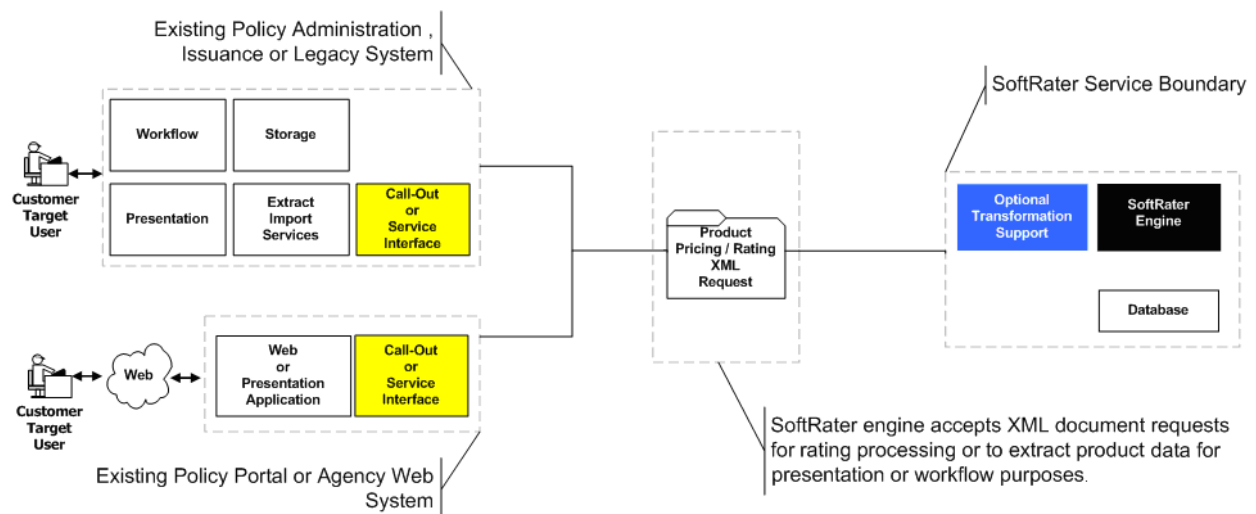 Existing Policy Administration ,
Issuance or Legacy System
SoftRater Service Boundary
Workflow
Storage
Customer
Target
User
Presentation
Extract
Import
Services
Call-Out
or
Service
Interface
Product
Pricing / Rating
XML
Request
Optional
Transformation
Support
SoftRater
Engine
Database
Customer
Target
User
Web
Web
or
Presentation
Application
Call-Out
or
Service
Interface
Existing Policy Portal or Agency Web
System
SoftRater engine accepts XML document requests
for rating processing or to extract product data for
presentation or workflow purposes.